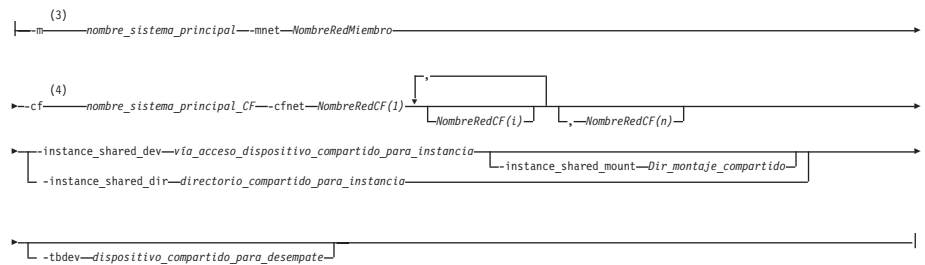 (3)
-m nombre_sistema_principal -mnet NombreRedMiembro
,
(4)
-cf nombre_sistema_principal_CF -cfnet NombreRedCF(1)
NombreRedCF(i) , NombreRedCF(n)
-instance_shared_dev vía_acceso_dispositivo_compartido_para_instancia
-instance_shared_mount Dir_montaje_compartido
-instance_shared_dir directorio_compartido_para_instancia
-tbdev dispositivo_compartido_para_desempate